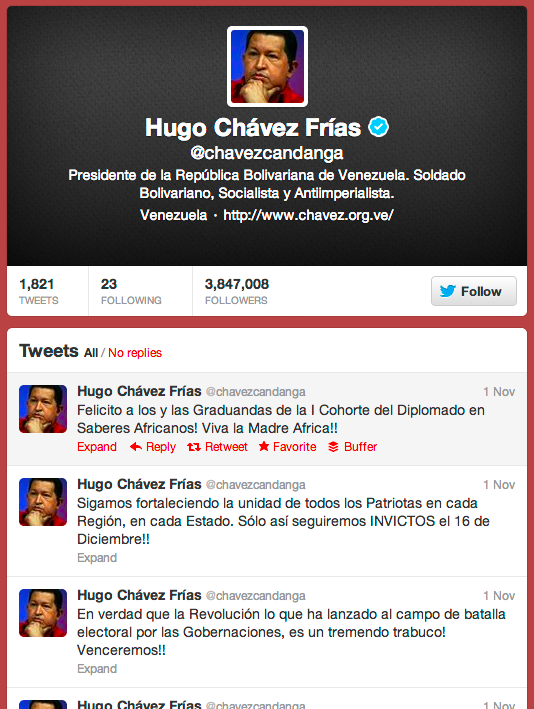 Hugo Chávez Frías
@chavezcandanga
Presidente de la República Bolivariana de Venezuela. Soldado
Bolivariano, Socialista y Antiimperialista.
Venezuela · http://www.chavez.org.ve/
1,821 23 3,847,008
TWEETS FOLLOWING FOLLOWERS
Follow
Tweets All / No replies
Hugo Chávez Frías @chavezcandanga 1 Nov
Felicito a los y las Graduandas de la I Cohorte del Diplomado en
Saberes Africanos! Viva la Madre Africa!!
Expand Reply Retweet Favorite Buffer
Hugo Chávez Frías @chavezcandanga 1 Nov
Sigamos fortaleciendo la unidad de todos los Patriotas en cada
Región, en cada Estado. Sólo así seguiremos INVICTOS el 16 de
Diciembre!!
Expand
Hugo Chávez Frías @chavezcandanga 1 Nov
En verdad que la Revolución lo que ha lanzado al campo de batalla
electoral por las Gobernaciones, es un tremendo trabuco!
Venceremos!!
Expand
Hugo Chávez Frías @chavezcandanga 1 Nov